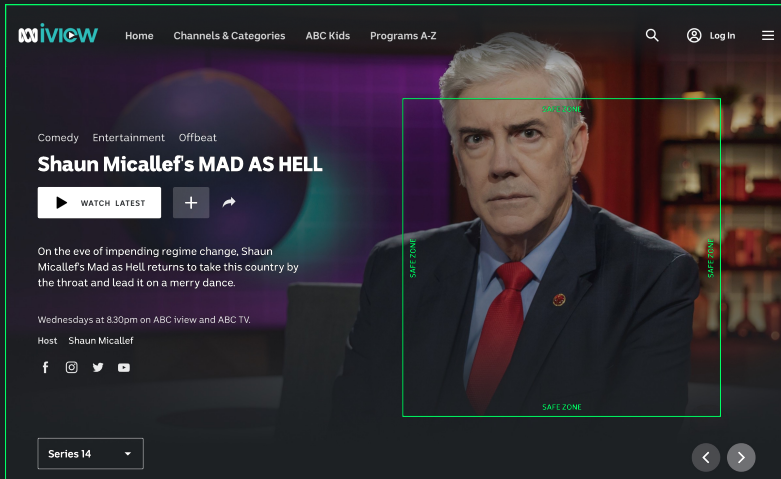 iview
Home
Channels & Categories
ABC Kids
Programs A-Z
Log In
SAFE ZONE
Comedy
Entertainment
Offbeat
Shaun Micallef's MAD AS HELL
WATCH LATEST
On the eve of impending regime change, Shaun
Micallef's Mad as Hell returns to take this country by
the throat and lead it on a merry dance.
SAFE ZONE
SAFE ZONE
Wednesdays at 8.30pm on ABC iview and ABC TV.
Host Shaun Micallef
SAFE ZONE
Series 14